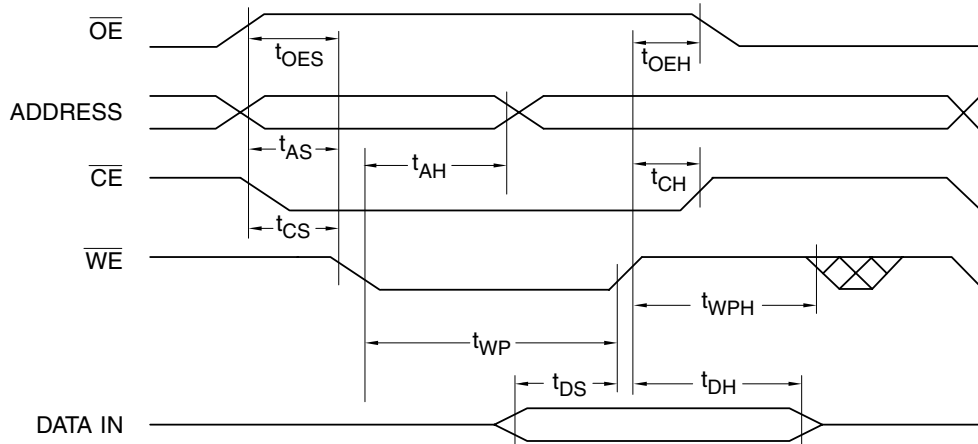 OE
tOES
tOEH
ADDRESS
tAS
tAH
CE
tCH
tCS
WE
tWPH
tWP
tDS
tDH
DATA IN